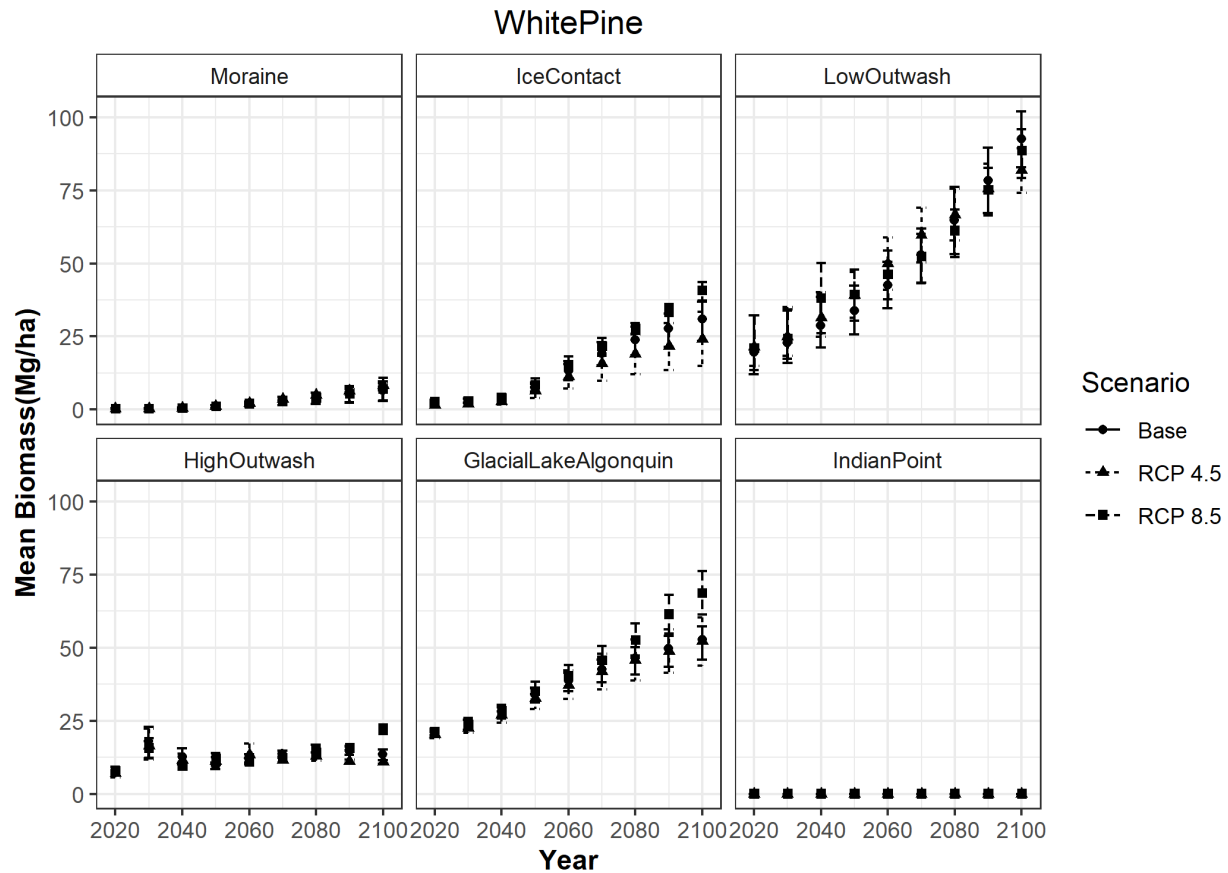 WhitePine
Moraine
IceContact
LowOutwash
100
75
50
25
0
HighOutwash
GlacialLakeAlgonquin
IndianPoint
100
75
50
25
0
2020 2040 2060 2080 2100 2020 2040 2060 2080 2100 2020 2040 2060 2080 2100
Year
Mean Biomass(Mg/ha)
Scenario
Base
RCP 4.5
RCP 8.5